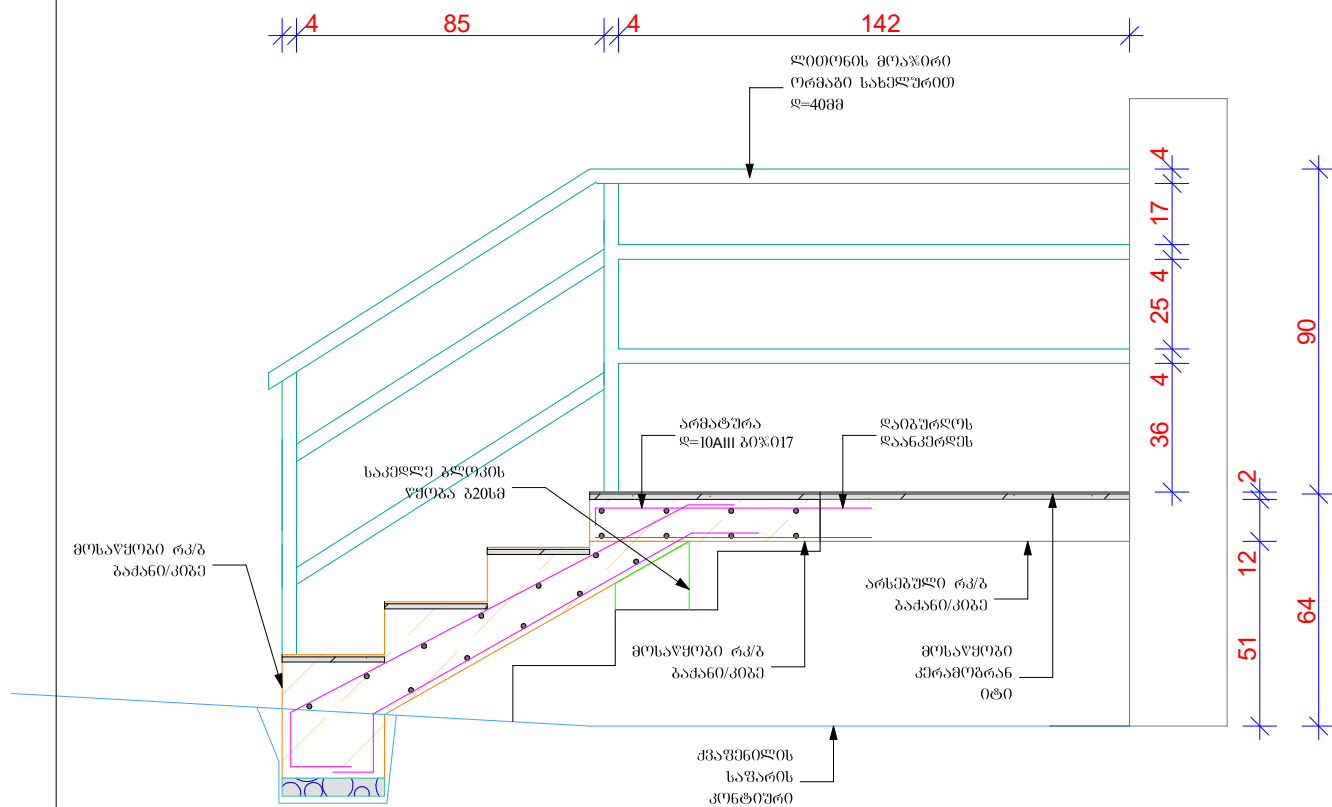 4 85 4 142
ლითონის მოაჯირი
ორმაგი სახელურით
დ=40მმ
4
17
4
25
4
36
90
არმატურა
დ=10AIII ბიჯი17
დაიბურღოს
დაანკერდეს
საკედლე ბლოკის
წყობა ბ20სმ
2
12
51
64
მოსაწყობი რკ/ბ
ბაქანი/კიბე
არსებული რკ/ბ
ბაქანი/კიბე
მოსაწყობი რკ/ბ
ბაქანი/კიბე
მოსაწყობი
კერამოგრან
იტი
ქვაფენილის
საფარის
კონტიური